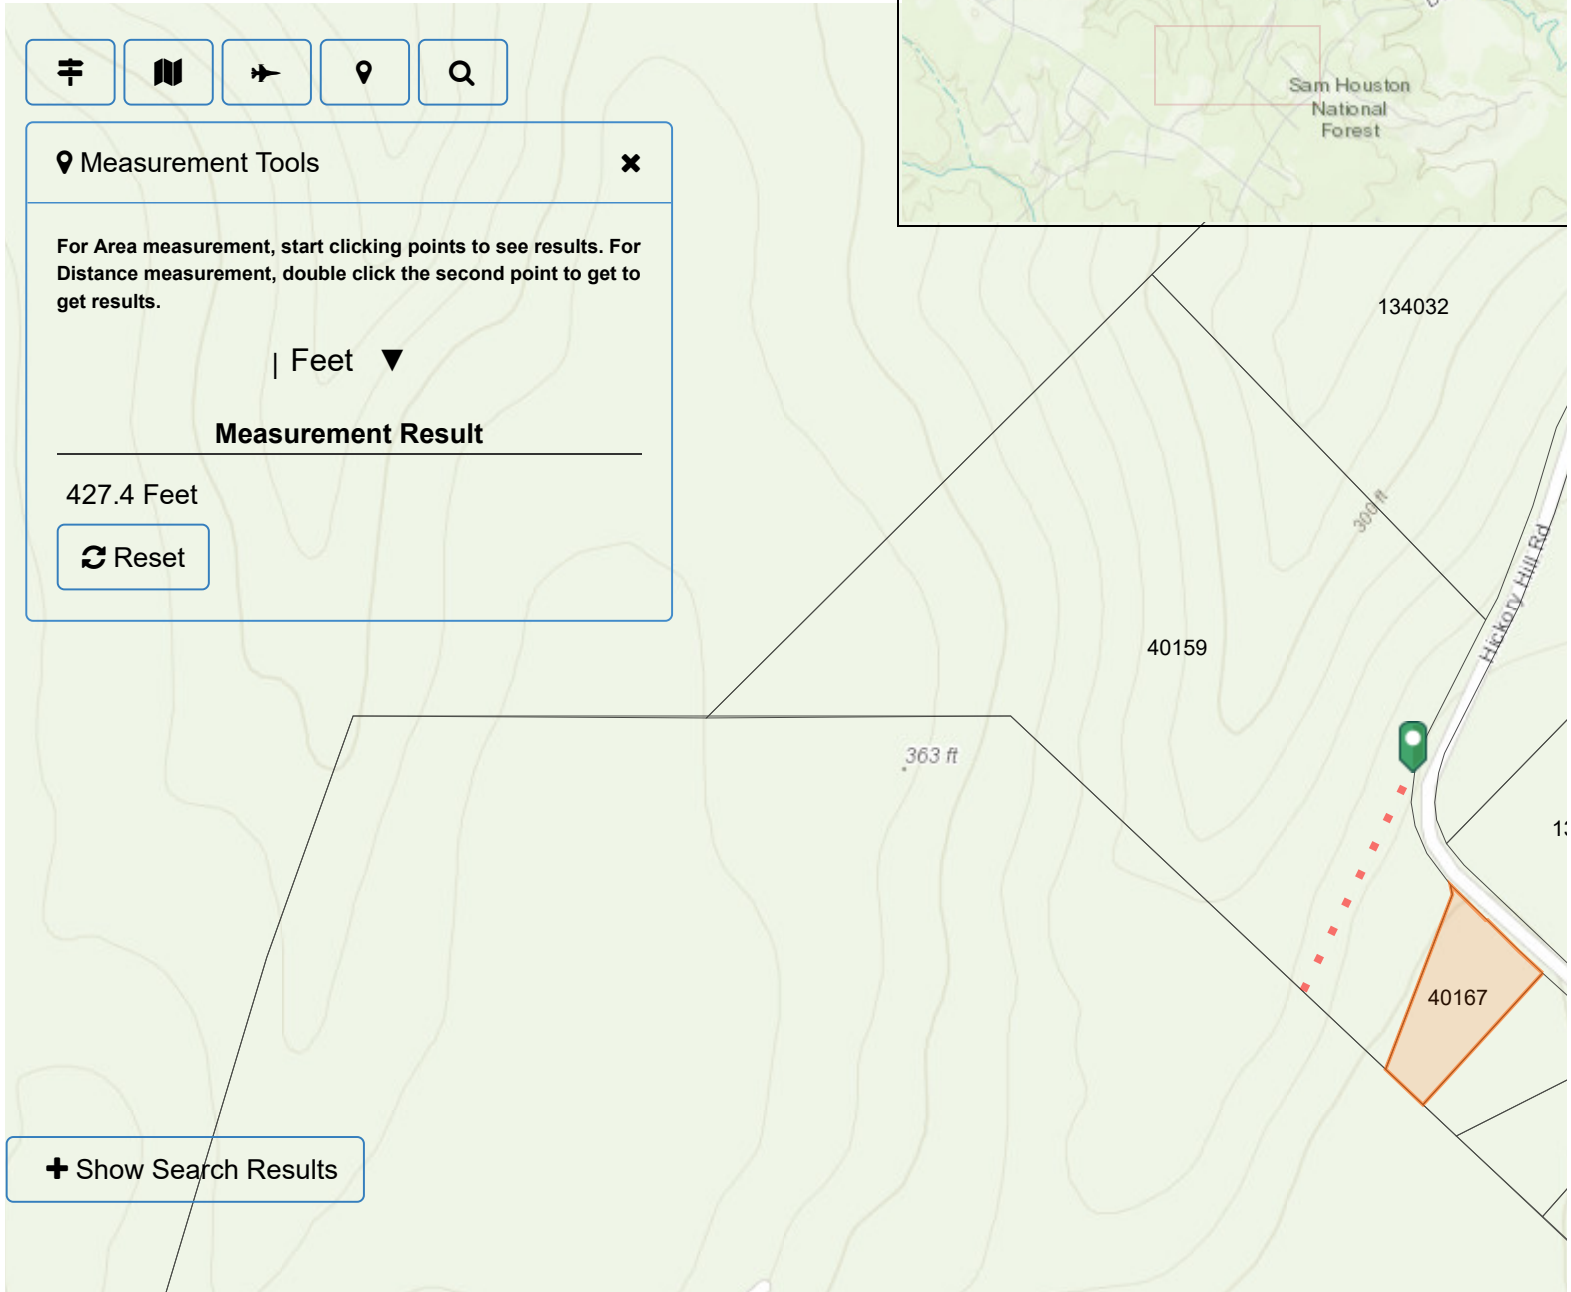 Sam Houston
National
Forest
Measurement Tools
For Area measurement, start clicking points to see results. For
Distance measurement, double click the second point to get to
get results.
| Feet ▼
Measurement Result
427.4 Feet
Reset
134032
300 ft
Hickory Hill Rd
40159
363 ft
40167
Show Search Results